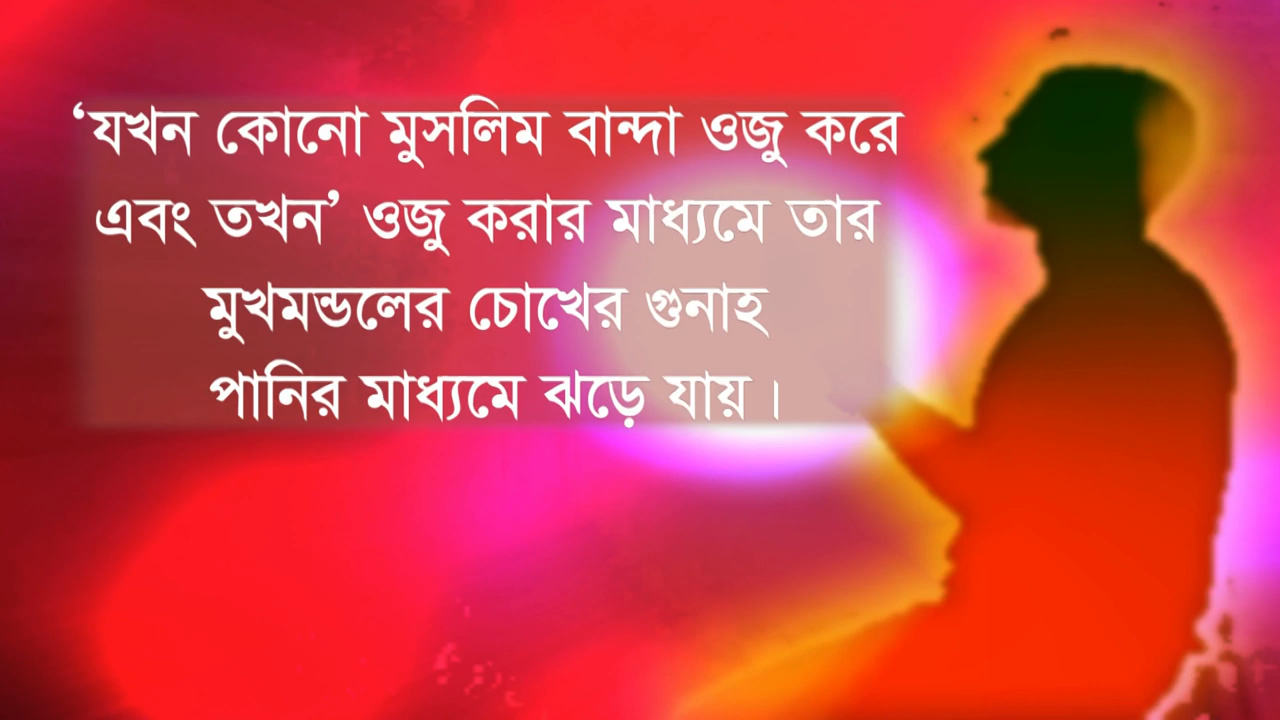 ‘যখন কোনো মুসলিম বান্দা ওজু করে
এবং তখন’ ওজু করার মাধ্যমে তার
মুখমন্ডলের চোখের গুনাহ
পানির মাধ্যমে ঝড়ে যায়।